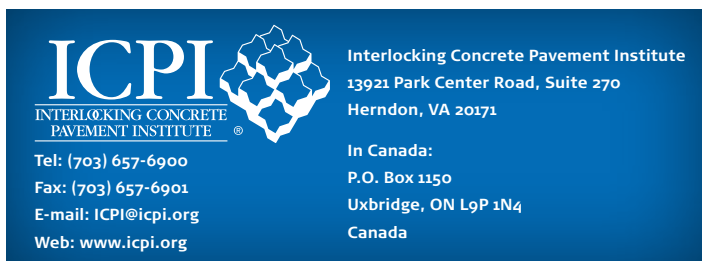 ICPI
INTERLOCKING CONCRETE
PAVEMENT INSTITUTE ®
Tel: (703) 657-6900
Fax: (703) 657-6901
E-mail: ICPI@icpi.org
Web: www.icpi.org
Interlocking Concrete Pavement Institute
13921 Park Center Road, Suite 270
Herndon, VA 20171
In Canada:
P.O. Box 1150
Uxbridge, ON L9P 1N4
Canada